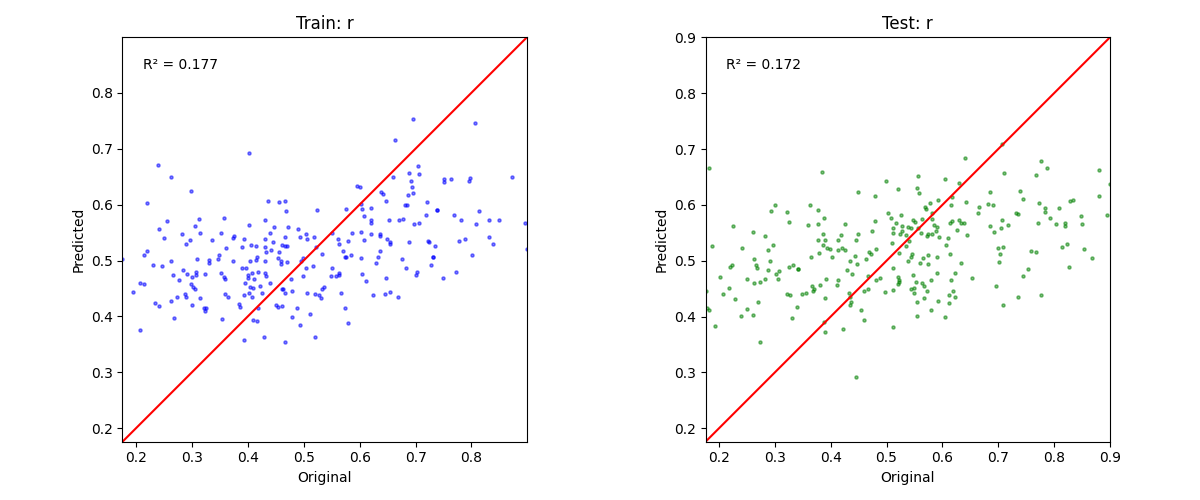 Train: r
R² = 0.177
0.8
0.7
0.6
0.5
0.4
0.3
0.2
Predicted
0.2 0.3 0.4 0.5 0.6 0.7 0.8
Original
Test: r
R² = 0.172
0.9
0.8
0.7
0.6
0.5
0.4
0.3
0.2
Predicted
0.2 0.3 0.4 0.5 0.6 0.7 0.8 0.9
Original